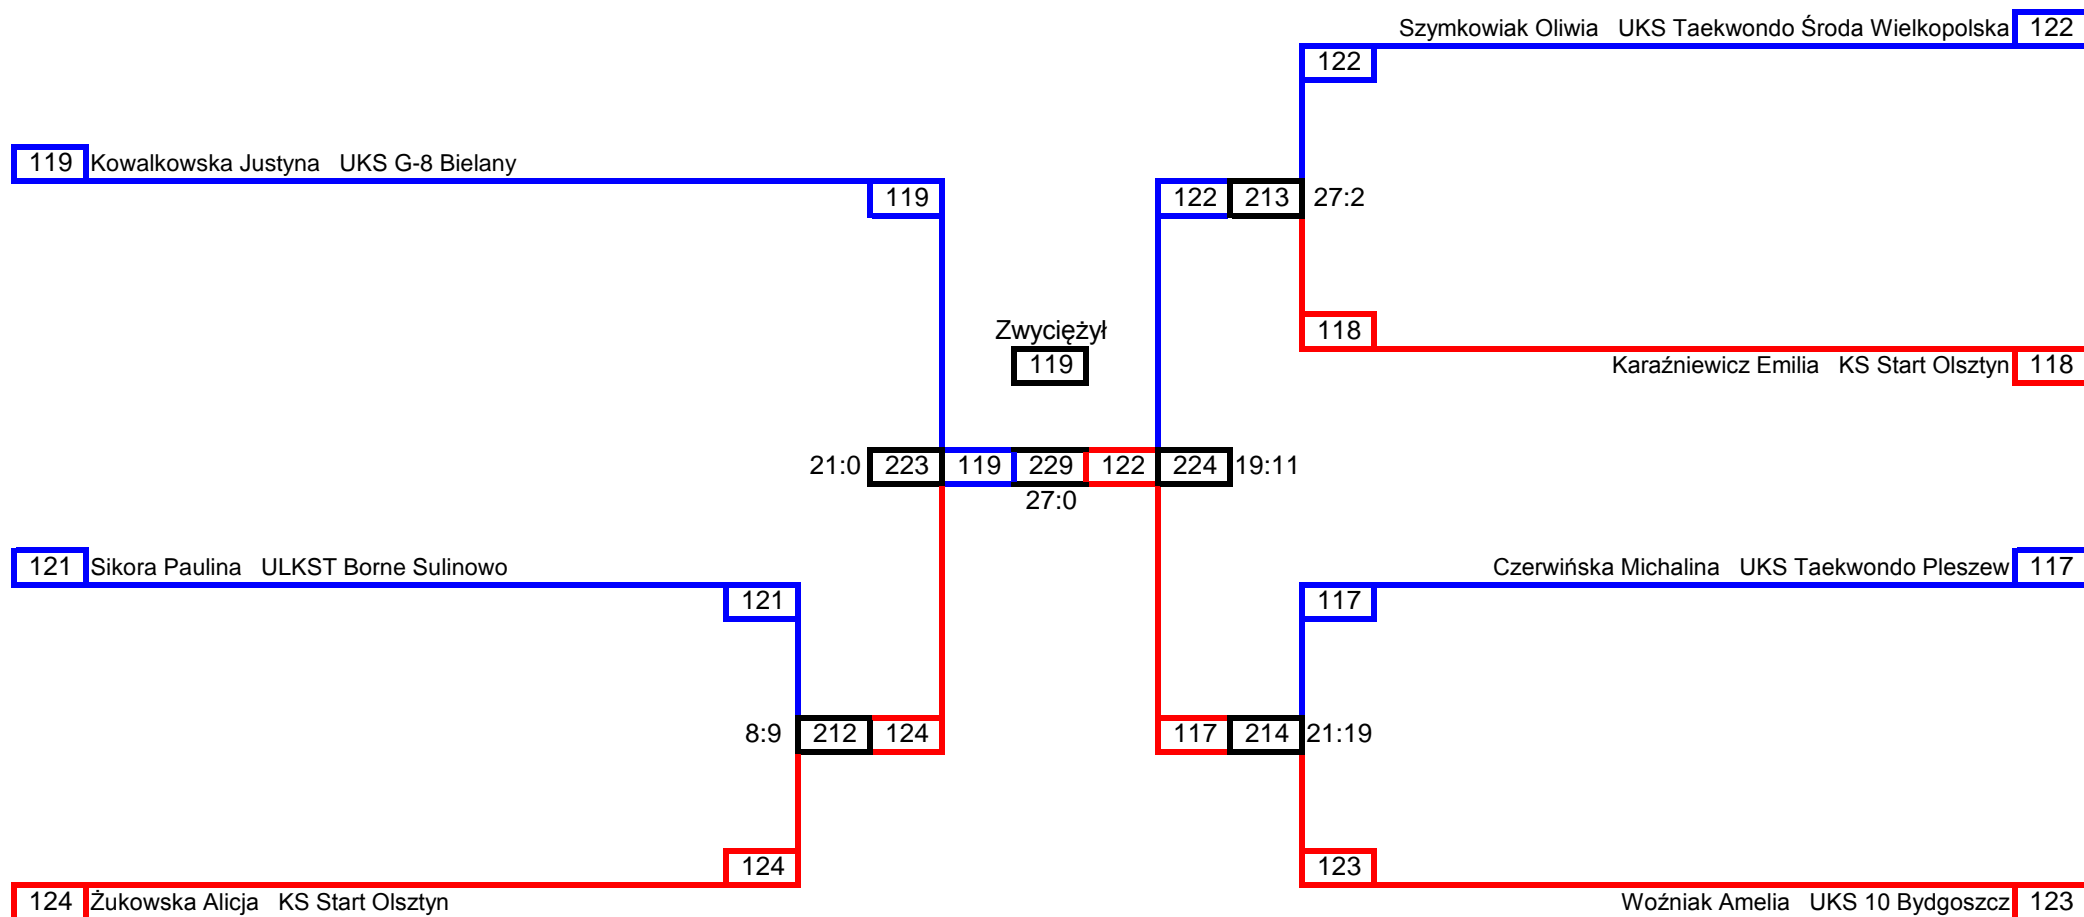 Szymkowiak Oliwia UKS Taekwondo Środa Wielkopolska 122
122
119 Kowalkowska Justyna UKS G-8 Bielany
119 122 213 27:2
Zwyciężył 118
119 Karaźniewicz Emilia KS Start Olsztyn 118
21:0 223 119 229 122 224 19:11
27:0
121 Sikora Paulina ULKST Borne Sulinowo Czerwińska Michalina UKS Taekwondo Pleszew 117
121 117
8:9 212 124 117 214 21:19
124 123
124 Żukowska Alicja KS Start Olsztyn Woźniak Amelia UKS 10 Bydgoszcz 123